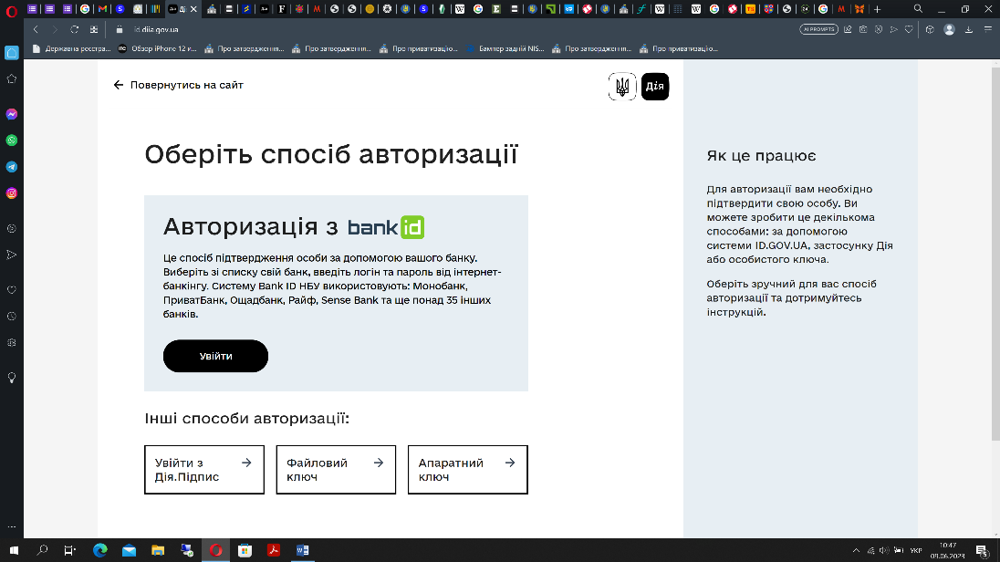 Дія
Ді
id.diia.gov.ua
AI PROMPTS
Державна реєстра...
Обзор iPhone 12 и...
Про затвердження...
Про затвердження...
Про приватизацію...
Бампер задній NIS...
Про затвердження...
Про приватизацію...
Повернутись на сайт
Дія
Оберіть спосіб авторизації
Авторизація з bank id
Це спосіб підтвердження особи за допомогою вашого банку.
Виберіть зі списку свій банк, введіть логін та пароль від інтернет-
банкінгу. Систему Bank ID НБУ використовують: Монобанк,
ПриватБанк, Ощадбанк, Райф, Sense Bank та ще понад 35 інших
банків.
Увійти
Інші способи авторизації:
Увійти з
Дія.Підпис
Файловий
ключ
Апаратний
ключ
Як це працює
Для авторизації вам необхідно
підтвердити свою особу. Ви
можете зробити це декількома
способами: за допомогою
системи ID.GOV.UA, застосунку Дія
або особистого ключа.
Оберіть зручний для вас спосіб
авторизації та дотримуйтесь
інструкцій.
УКР
10:47
09.06.2023